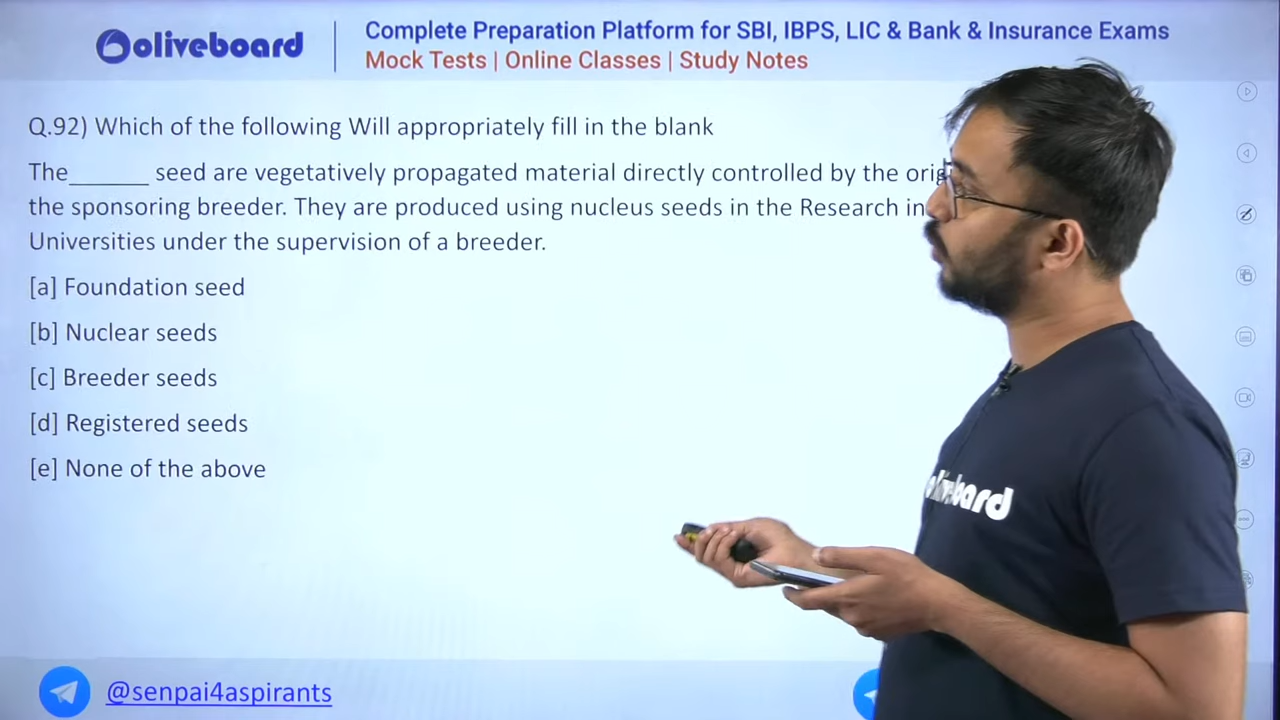 oliveboard
Complete Preparation Platform for SBI, IBPS, LIC & Bank & Insurance Exams
Mock Tests | Online Classes | Study Notes
Q.92) Which of the following Will appropriately fill in the blank
The______ seed are vegetatively propagated material directly controlled by the
the sponsoring breeder. They are produced using nucleus seeds in the Research
Universities under the supervision of a breeder.
[a] Foundation seed
[b] Nuclear seeds
[c] Breeder seeds
[d] Registered seeds
[e] None of the above
oliveboard
@senpai4aspirants